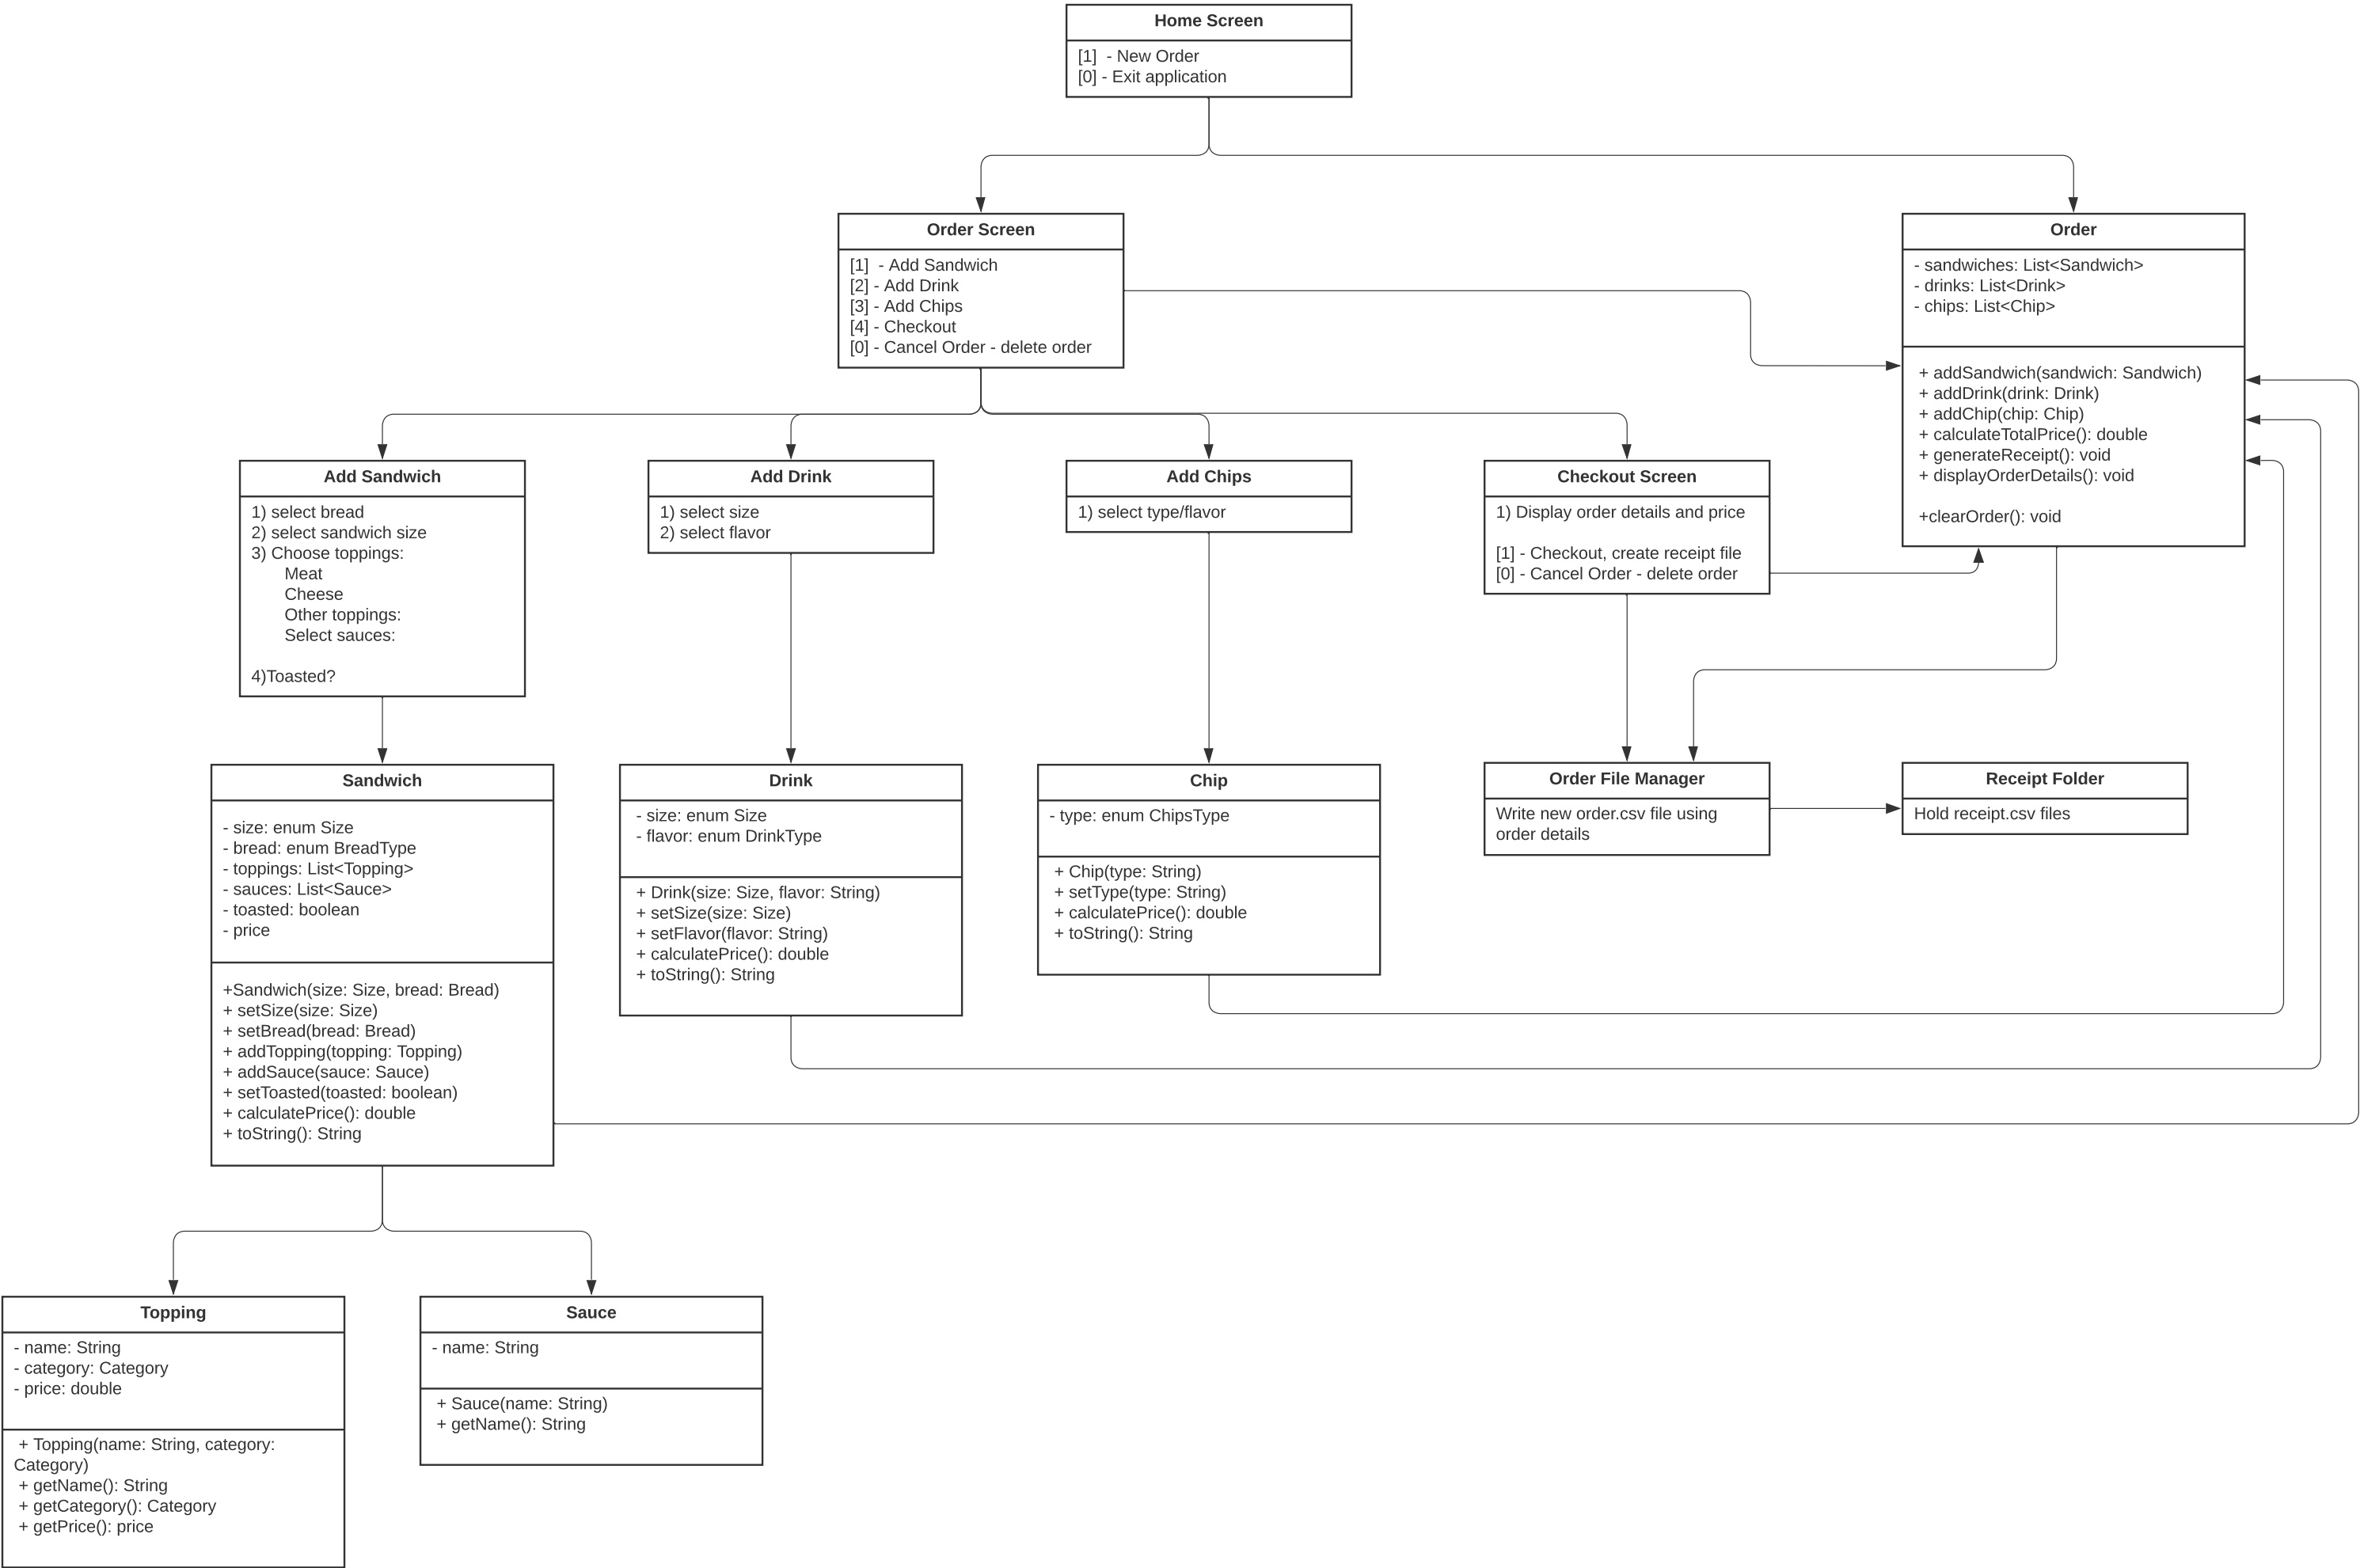 Home Screen
[1]  - New Order
[0] - Exit application
Order Screen
[1]  - Add Sandwich
[2] - Add Drink
[3] - Add Chips
[4] - Checkout
[0] - Cancel Order - delete order
Order
- sandwiches: List<Sandwich>
- drinks: List<Drink>
- chips: List<Chip>
+ addSandwich(sandwich: Sandwich)
+ addDrink(drink: Drink)
+ addChip(chip: Chip)
+ calculateTotalPrice(): double
+ generateReceipt(): void
+ displayOrderDetails(): void
+clearOrder(): void
Add Sandwich
1) select bread
2) select sandwich size
3) Choose toppings:
Meat
Cheese
Other toppings:
Select sauces:
4)Toasted?
Add Drink
1) select size
2) select flavor
Add Chips
1) select type/flavor
Checkout Screen
1) Display order details and price
[1] - Checkout, create receipt file
[0] - Cancel Order - delete order
Sandwich
- size: enum Size
- bread: enum BreadType
- toppings: List<Topping>
- sauces: List<Sauce>
- toasted: boolean
- price
+Sandwich(size: Size, bread: Bread)
+ setSize(size: Size)
+ setBread(bread: Bread)
+ addTopping(topping: Topping)
+ addSauce(sauce: Sauce)
+ setToasted(toasted: boolean)
+ calculatePrice(): double
+ toString(): String
Drink
- size: enum Size
- flavor: enum DrinkType
+ Drink(size: Size, flavor: String)
+ setSize(size: Size)
+ setFlavor(flavor: String)
+ calculatePrice(): double
+ toString(): String
Chip
- type: enum ChipsType
+ Chip(type: String)
+ setType(type: String)
+ calculatePrice(): double
+ toString(): String
Order File Manager
Write new order.csv file using
order details
Receipt Folder
Hold receipt.csv files
Topping
- name: String
- category: Category
- price: double
+ Topping(name: String, category:
Category)
+ getName(): String
+ getCategory(): Category
+ getPrice(): price
Sauce
- name: String
+ Sauce(name: String)
+ getName(): String